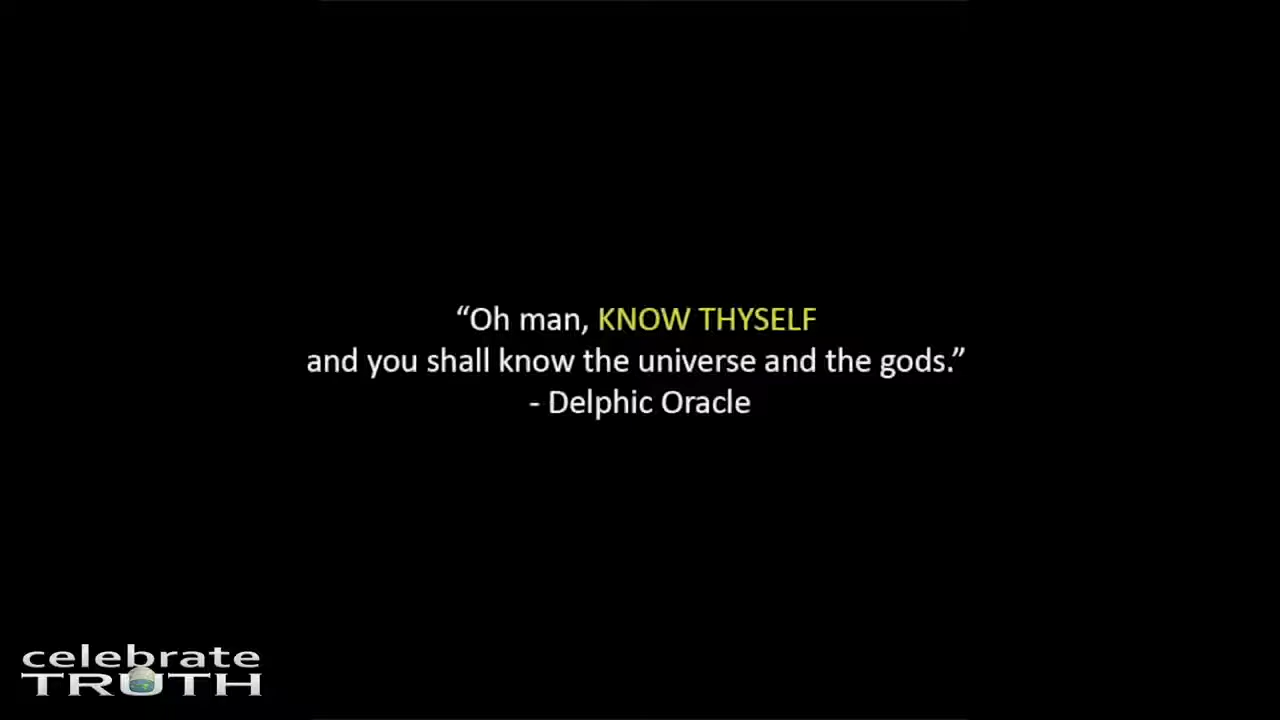 “Oh man, KNOW THYSELF
and you shall know the universe and the gods.”
- Delphic Oracle
celebrate
TRUTH